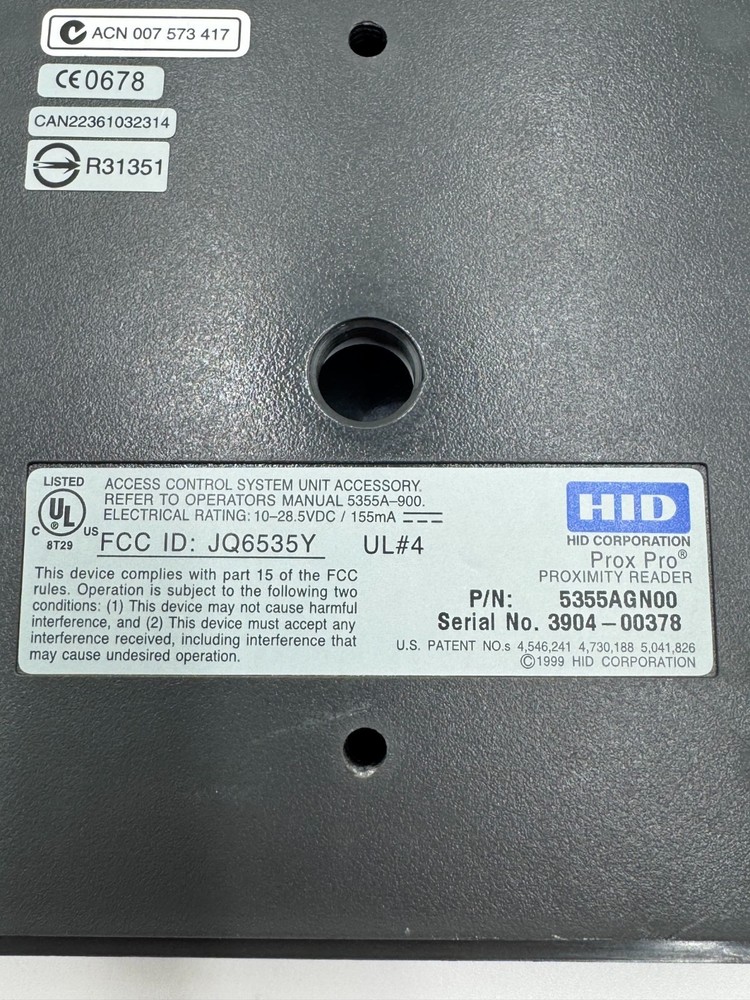 ACN 007 573 417
CE0678
CAN22361032314
R31351
LISTED
UL
®
C US
8T29
ACCESS CONTROL SYSTEM UNIT ACCESSORY.
REFER TO OPERATORS MANUAL 5355A-900.
ELECTRICAL RATING: 10-28.5VDC / 155mA
FCC ID: JQ6535Y UL#4
This device complies with part 15 of the FCC
rules. Operation is subject to the following two
conditions: (1) This device may not cause harmful
interference, and (2) This device must accept any
interference received, including interference that
may cause undesired operation.
HID
HID CORPORATION
Prox Pro®
PROXIMITY READER
P/N: 5355AGN00
Serial No. 3904-00378
U.S. PATENT NO.s 4,546,241 4,730,188 5,041,826
©1999 HID CORPORATION